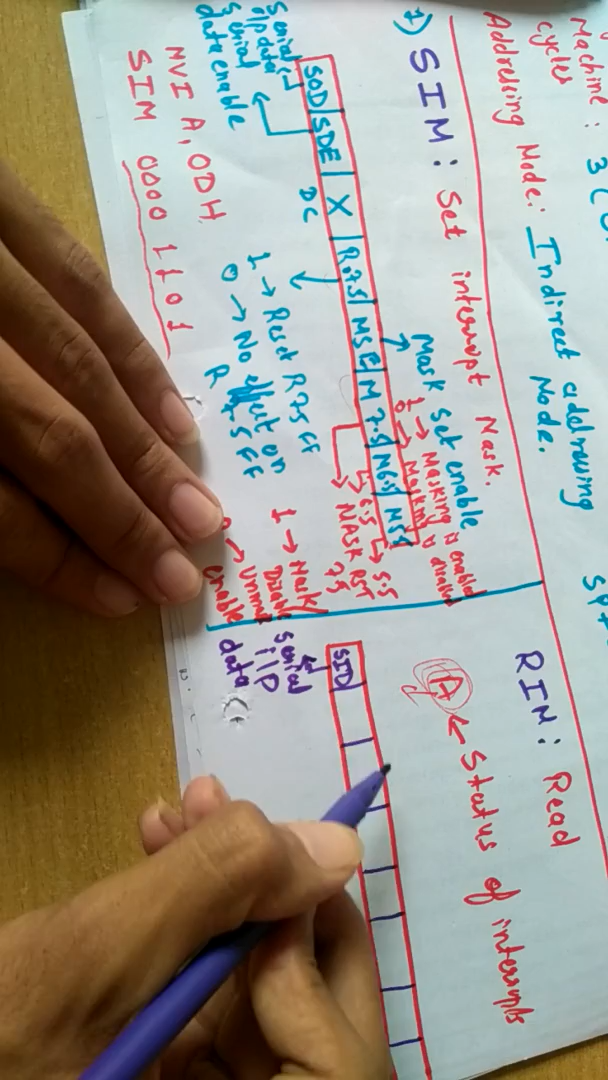 Machine : 3
cycles
Addressing Mode: Indirect addressing
Mode.
7) SIM: Set interrupt Mask.
Mask set enable
1 → Masking is enabled
0 → Masking is disabled
SOD SDE X R7.5 MSE M7.5 M6.5 M5.5
Serial
data
Serial
data enable
DC
1 → Reset R7.5 FF
0 → No effect on
R 7.5 FF
5.5
6.5
MASK RST
7.5
1 → Mask/
Disable
0 → Unmask
enable
MVI A, 0DH
SIM 0000 1101
RIM: Read
A ← Status of interrupts
SID
Serial
i/p
data